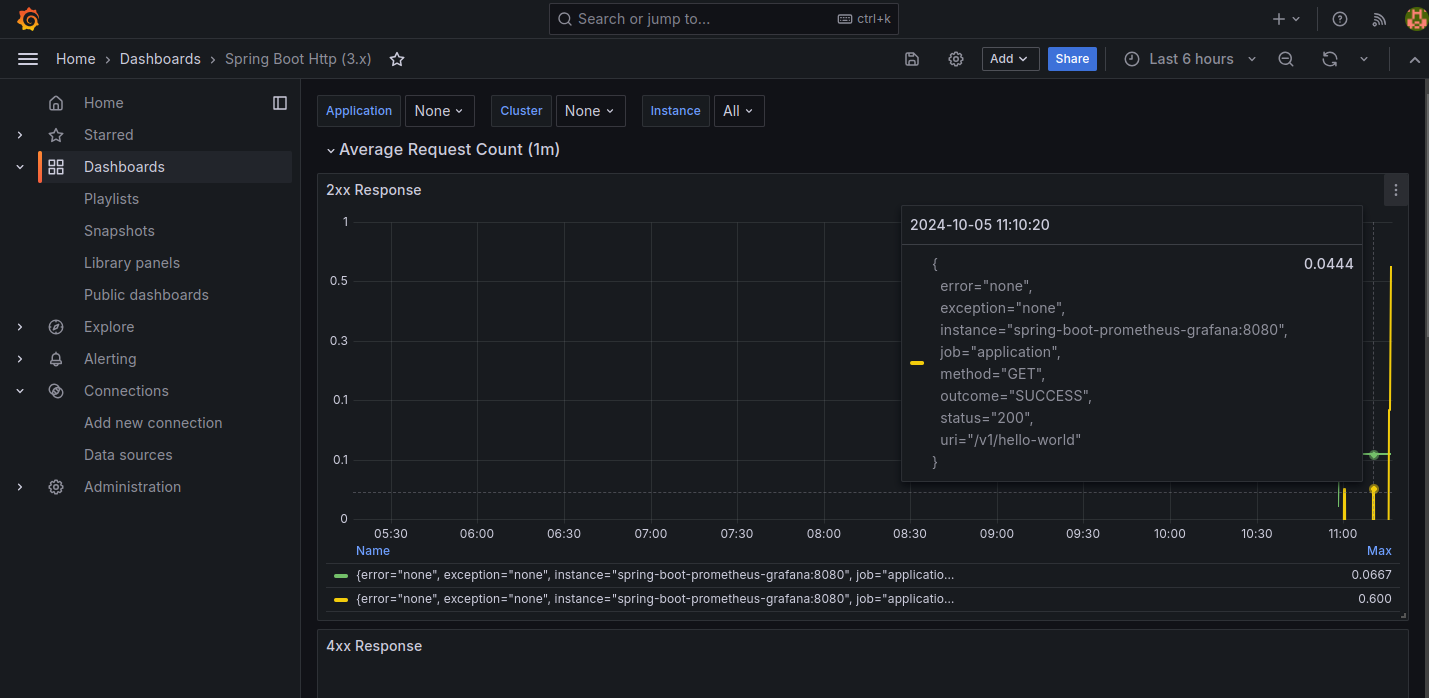 Search or jump to...
ctrl+k
Home › Dashboards › Spring Boot Http (3.x)
Add
Share
Last 6 hours
Home
Starred
Dashboards
Playlists
Snapshots
Library panels
Public dashboards
Explore
Alerting
Connections
Add new connection
Data sources
Administration
Application None Cluster None Instance All
Average Request Count (1m)
2xx Response
2024-10-05 11:10:20
{ 0.0444
error="none",
exception="none",
instance="spring-boot-prometheus-grafana:8080",
job="application",
method="GET",
outcome="SUCCESS",
status="200",
uri="/v1/hello-world"
}
1
0.5
0.3
0.1
0.1
0
05:30 06:00 06:30 07:00 07:30 08:00 08:30 09:00 09:30 10:00 10:30 11:00
Name Max
{error="none", exception="none", instance="spring-boot-prometheus-grafana:8080", job="applicatio... 0.0667
{error="none", exception="none", instance="spring-boot-prometheus-grafana:8080", job="applicatio... 0.600
4xx Response